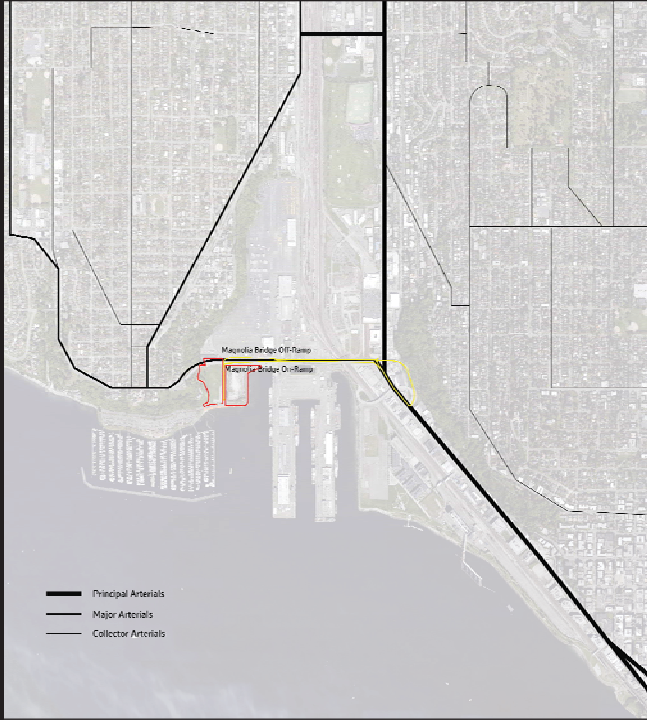 Magnolia Bridge Off-Ramp
Magnolia Bridge On-Ramp
Principal Arterials
Major Arterials
Collector Arterials